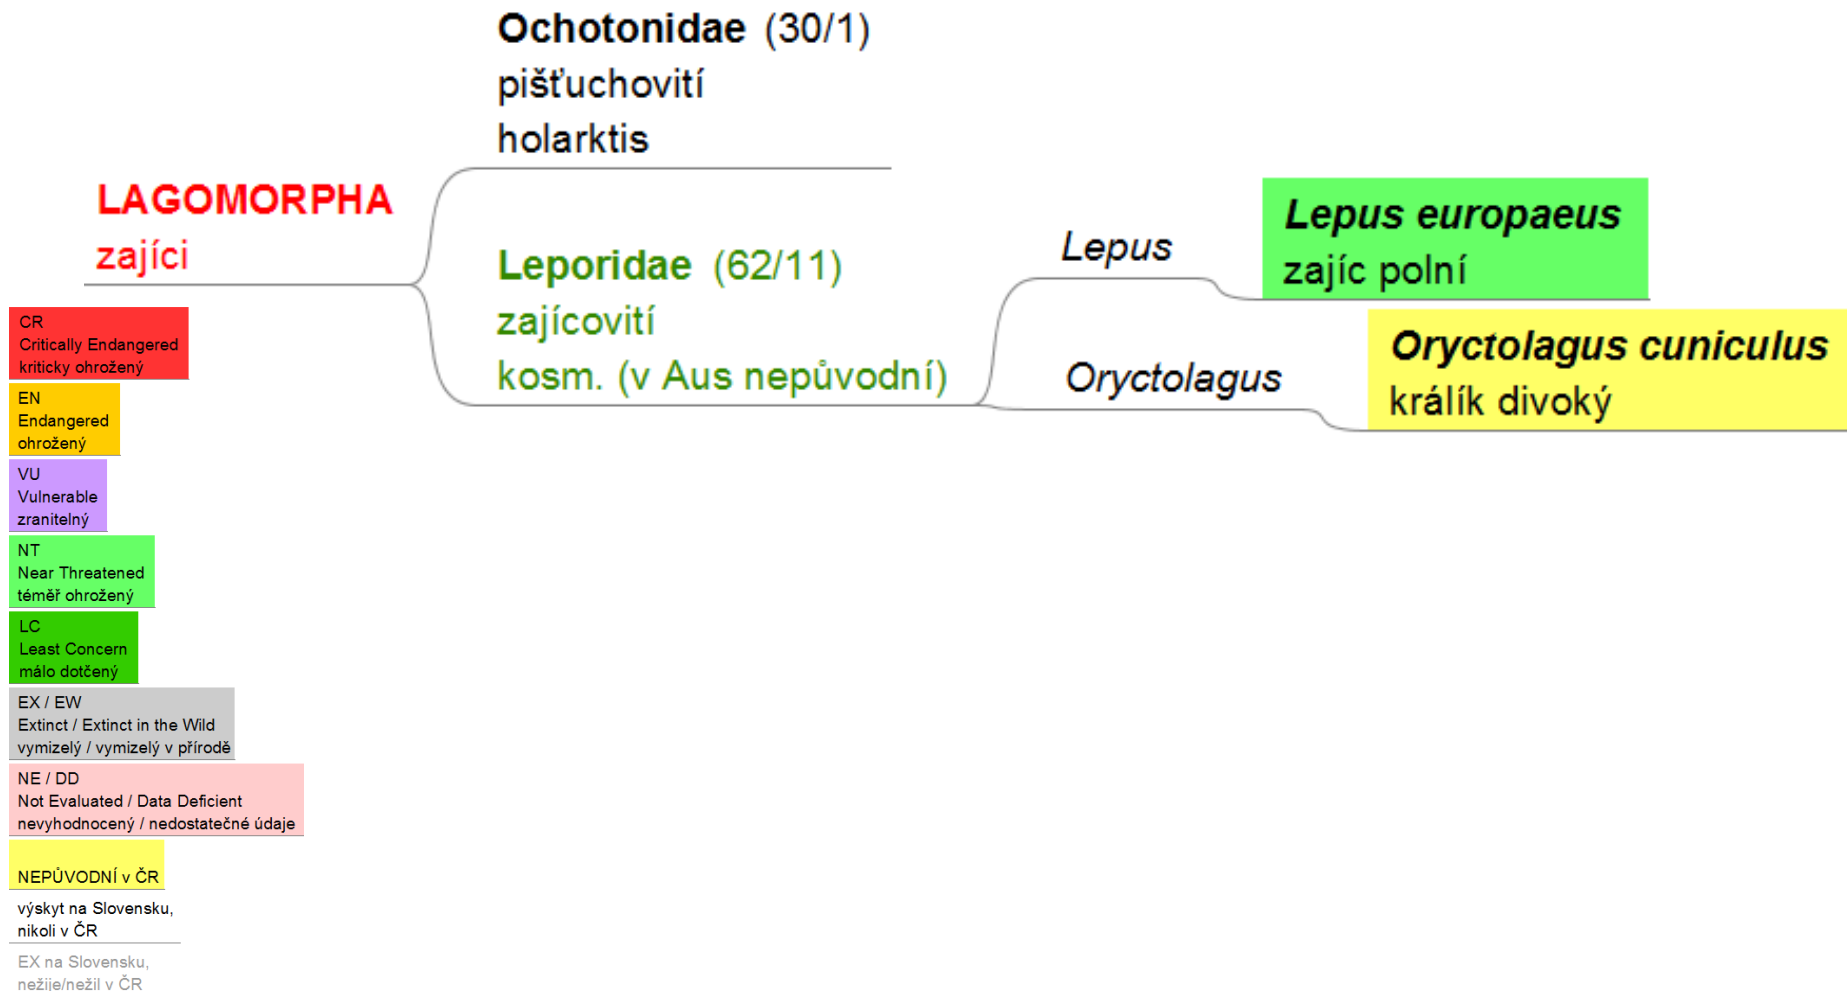 Ochotonidae (30/1)
pišťuchovití
holarktis
LAGOMORPHA
zajíci
Leporidae (62/11)
zajícovití
kosm. (v Aus nepůvodní)
Lepus
Lepus europaeus
zajíc polní
Oryctolagus
Oryctolagus cuniculus
králík divoký
CR
Critically Endangered
kriticky ohrožený
EN
Endangered
ohrožený
VU
Vulnerable
zranitelný
NT
Near Threatened
téměř ohrožený
LC
Least Concern
málo dotčený
EX / EW
Extinct / Extinct in the Wild
vymizelý / vymizelý v přírodě
NE / DD
Not Evaluated / Data Deficient
nevyhodnocený / nedostatečné údaje
NEPŮVODNÍ v ČR
výskyt na Slovensku,
nikoli v ČR
EX na Slovensku,
nežije/nežil v ČR